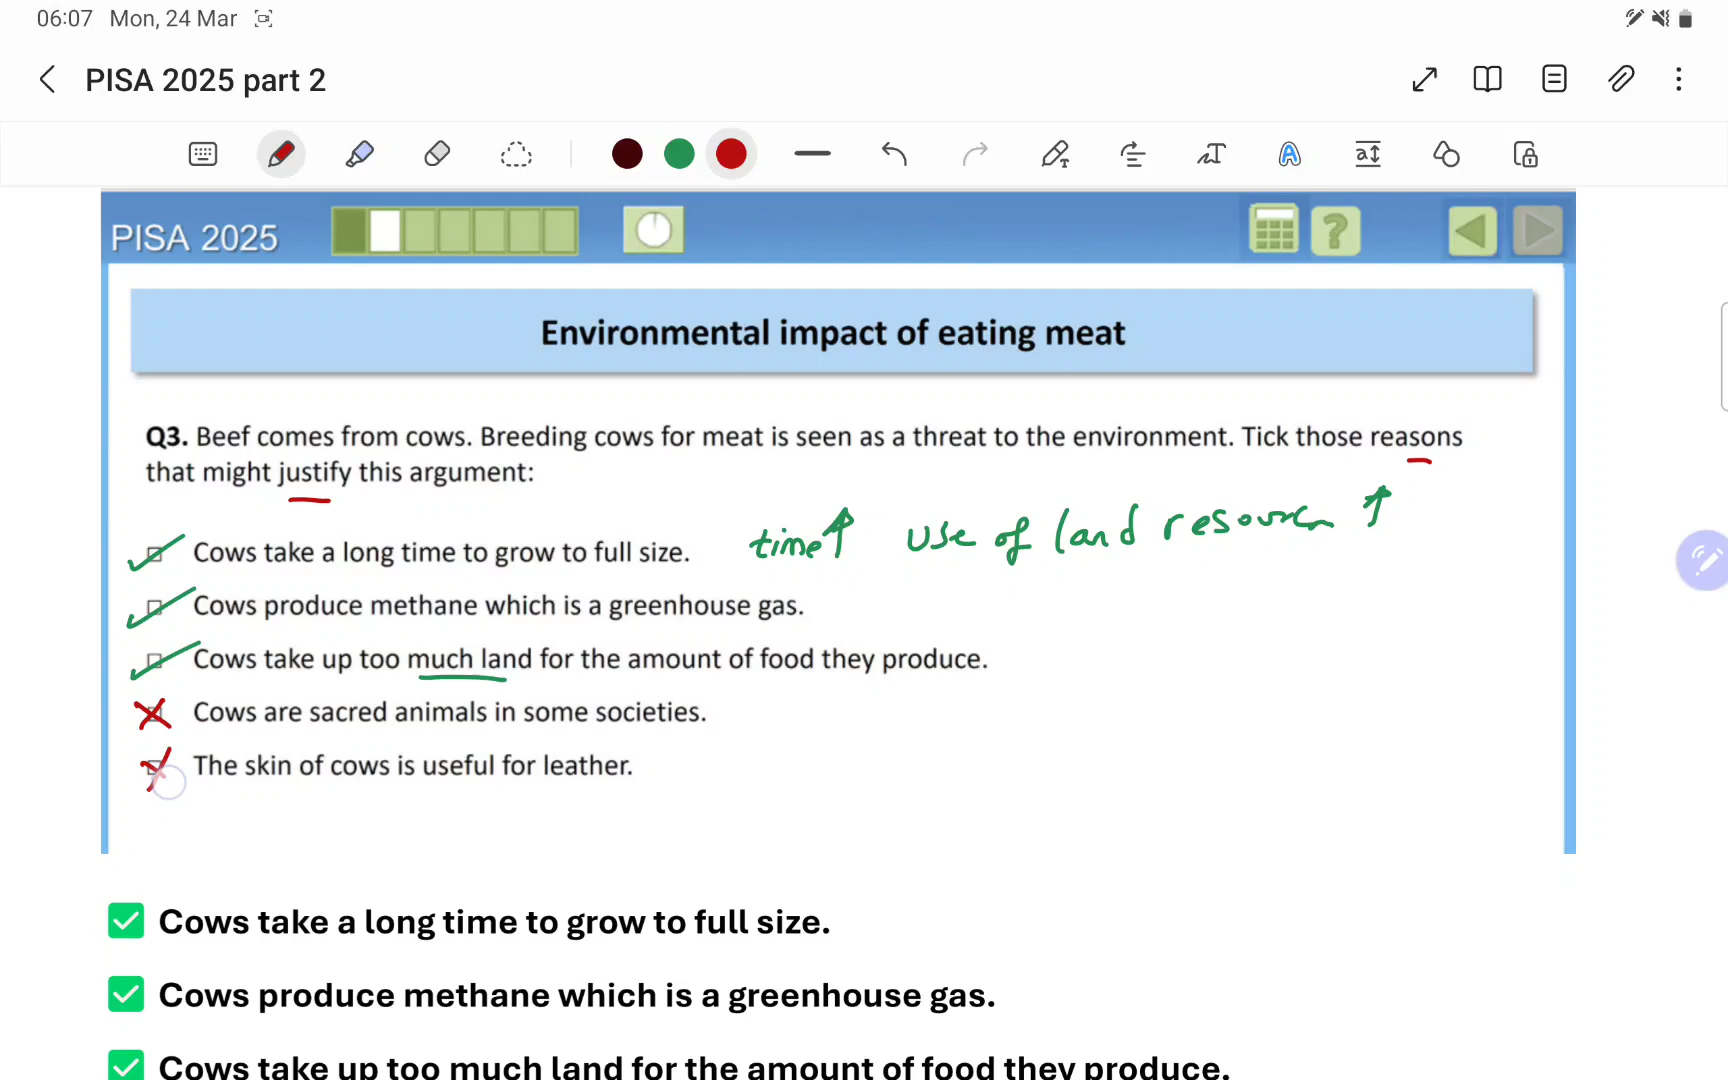 06:07 Mon, 24 Mar
PISA 2025 part 2
PISA 2025
Environmental impact of eating meat
Q3. Beef comes from cows. Breeding cows for meat is seen as a threat to the environment. Tick those reasons
that might justify this argument:
Cows take a long time to grow to full size. time↑ use of land resources ↑
Cows produce methane which is a greenhouse gas.
Cows take up too much land for the amount of food they produce.
Cows are sacred animals in some societies.
The skin of cows is useful for leather.
Cows take a long time to grow to full size.
Cows produce methane which is a greenhouse gas.
Cows take up too much land for the amount of food they produce.